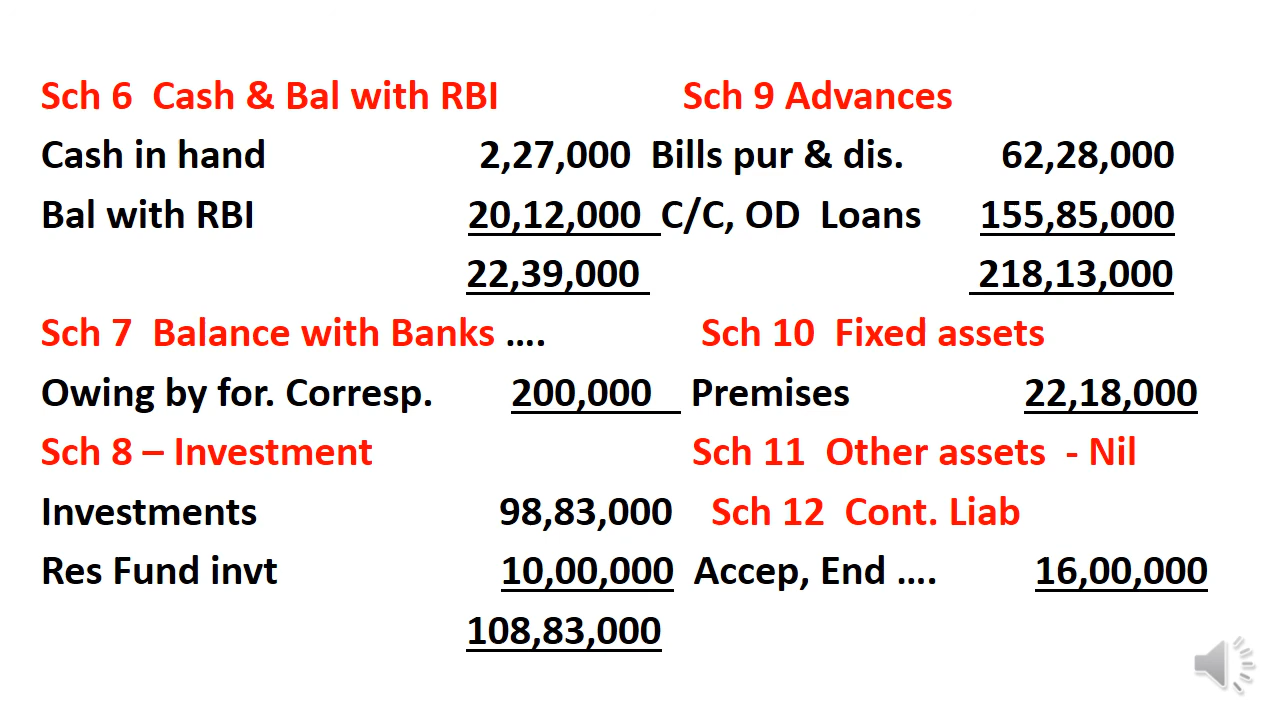 Sch 6 Cash & Bal with RBI Sch 9 Advances
Cash in hand 2,27,000 Bills pur & dis. 62,28,000
Bal with RBI 20,12,000 C/C, OD Loans 155,85,000
22,39,000 218,13,000
Sch 7 Balance with Banks .... Sch 10 Fixed assets
Owing by for. Corresp. 200,000 Premises 22,18,000
Sch 8 – Investment Sch 11 Other assets - Nil
Investments 98,83,000 Sch 12 Cont. Liab
Res Fund invt 10,00,000 Accep, End .... 16,00,000
108,83,000